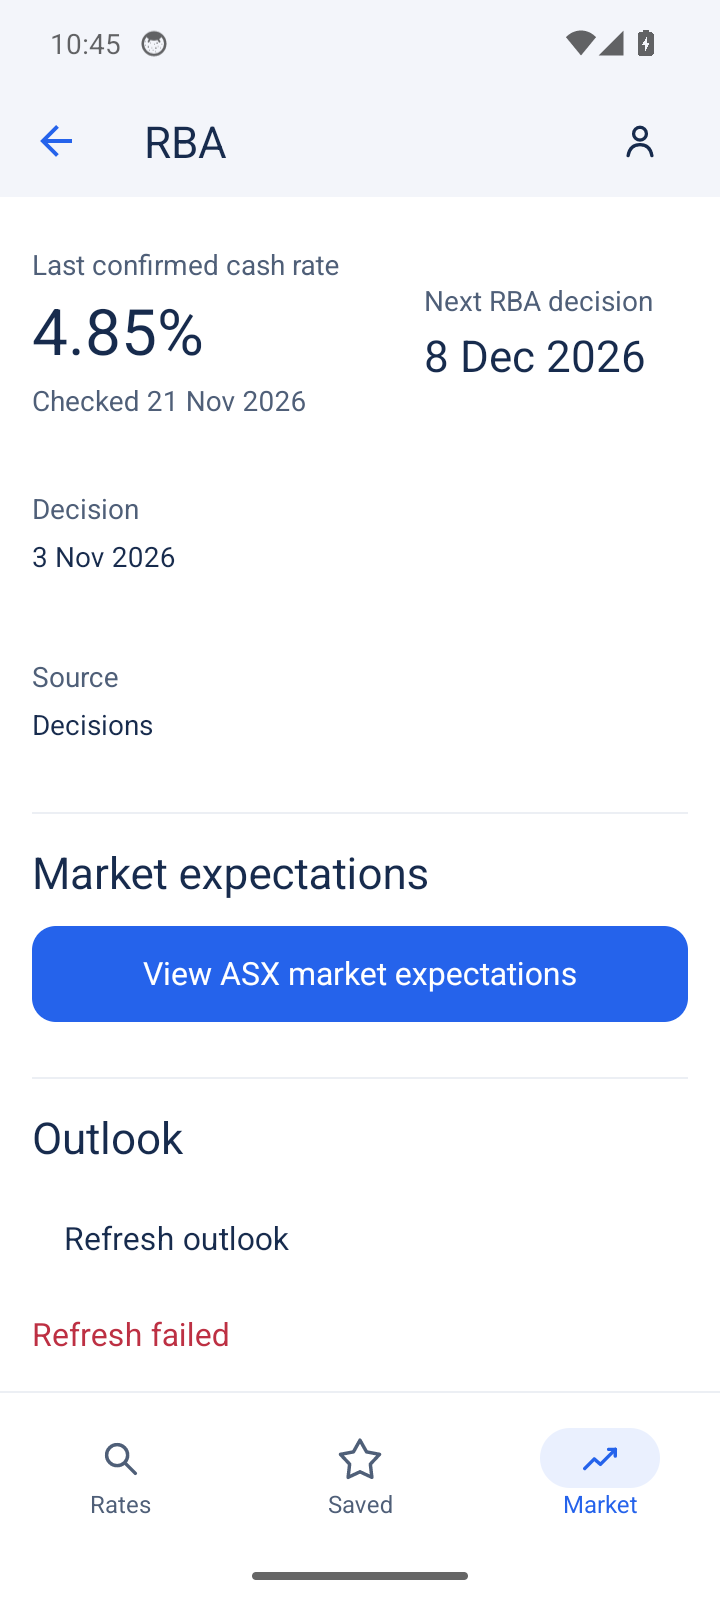 10:45
RBA
Last confirmed cash rate
4.85%
Checked 21 Nov 2026
Next RBA decision
8 Dec 2026
Decision
3 Nov 2026
Source
Decisions
Market expectations
View ASX market expectations
Outlook
Refresh outlook
Refresh failed
Rates
Saved
Market